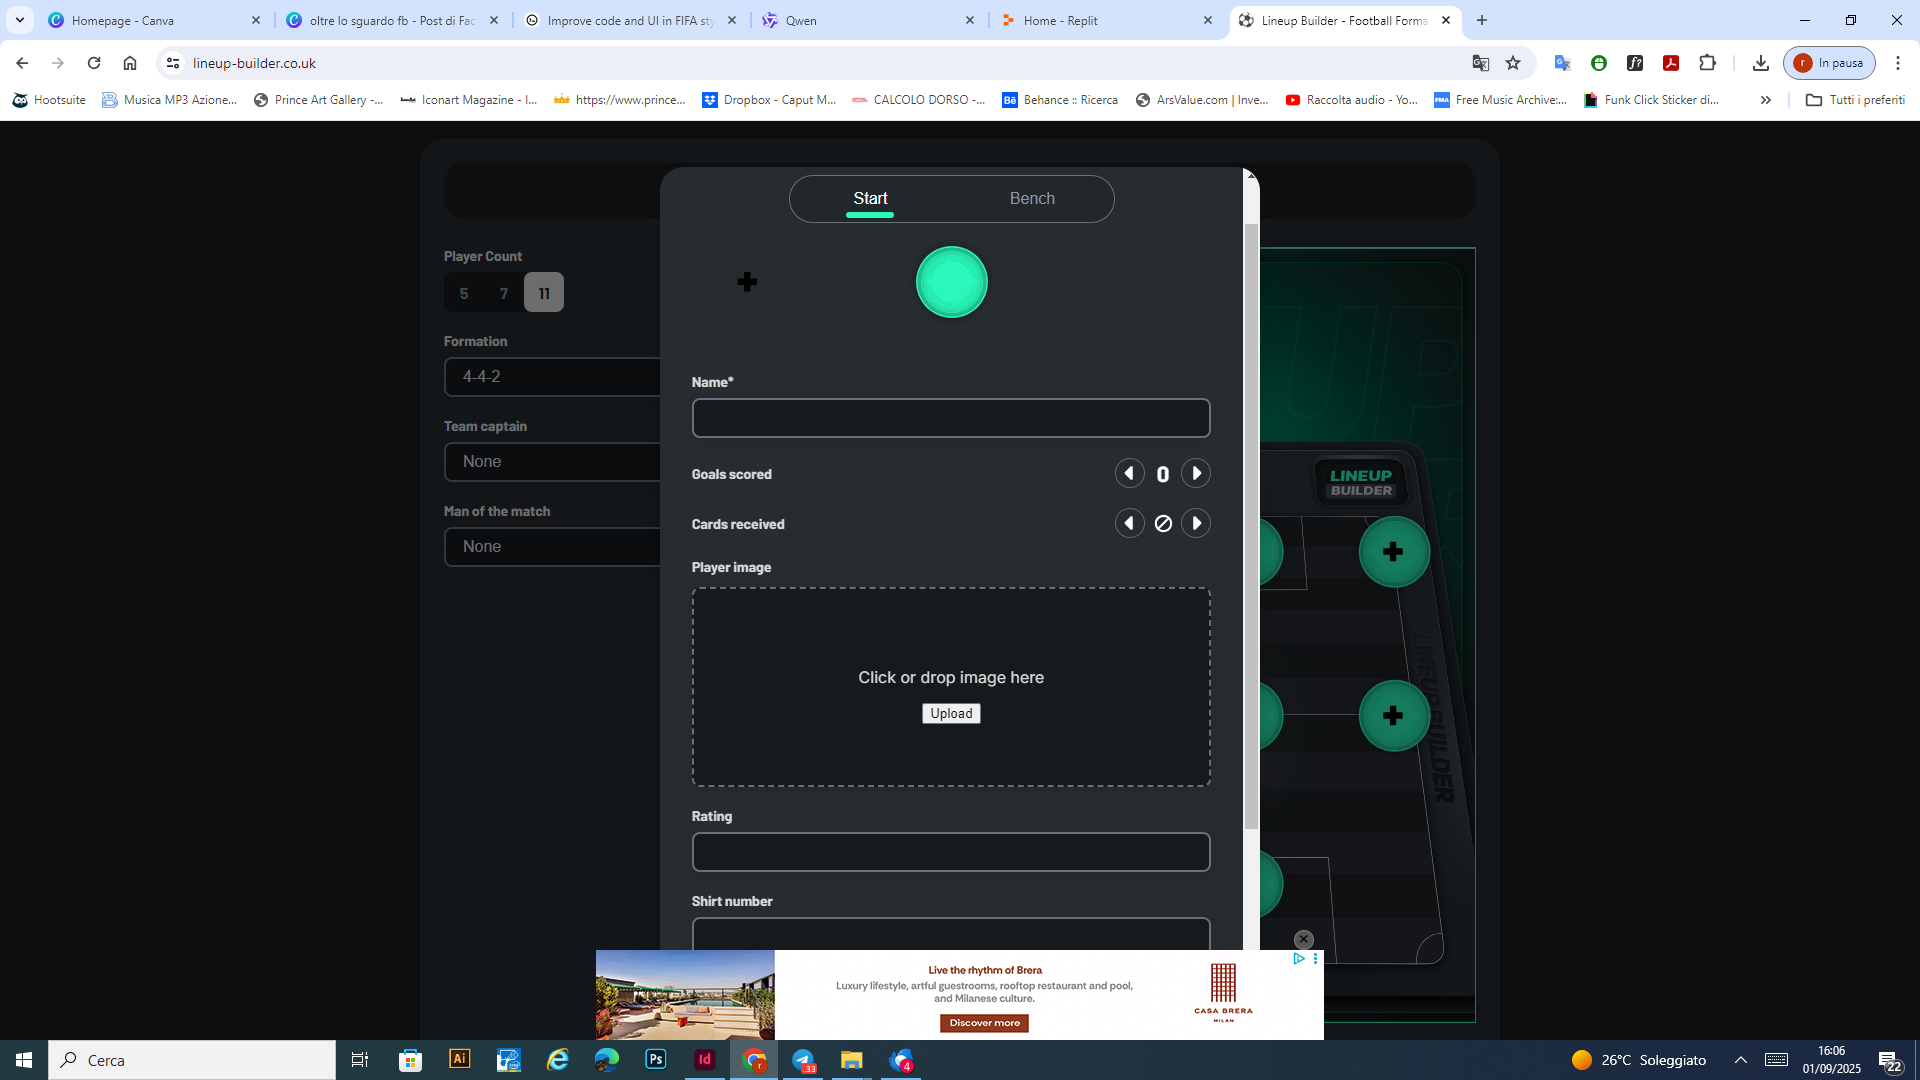 Homepage - Canva
oltre lo sguardo fb - Post di Fac
Improve code and UI in FIFA sty
Qwen
Home - Replit
Lineup Builder - Football Forma
lineup-builder.co.uk
In pausa
Hootsuite
Musica MP3 Azione...
Prince Art Gallery -...
Iconart Magazine - I...
https://www.prince...
Dropbox - Caput M...
CALCOLO DORSO -...
Behance :: Ricerca
ArsValue.com | Inve...
Raccolta audio - Yo...
Free Music Archive:...
Funk Click Sticker di...
Tutti i preferiti
Start
Bench
Player Count
5 7 11
Formation
4-4-2
Team captain
None
Man of the match
None
Name*
Goals scored
0
Cards received
Player image
Click or drop image here
Upload
Rating
Shirt number
LINEUP
BUILDER
LINEUP BUILDER
Live the rhythm of Brera
Luxury lifestyle, artful guestrooms, rooftop restaurant and pool,
and Milanese culture.
Discover more
CASA BRERA
MILAN
Cerca
33
4
26°C Soleggiato
16:06
01/09/2025
22